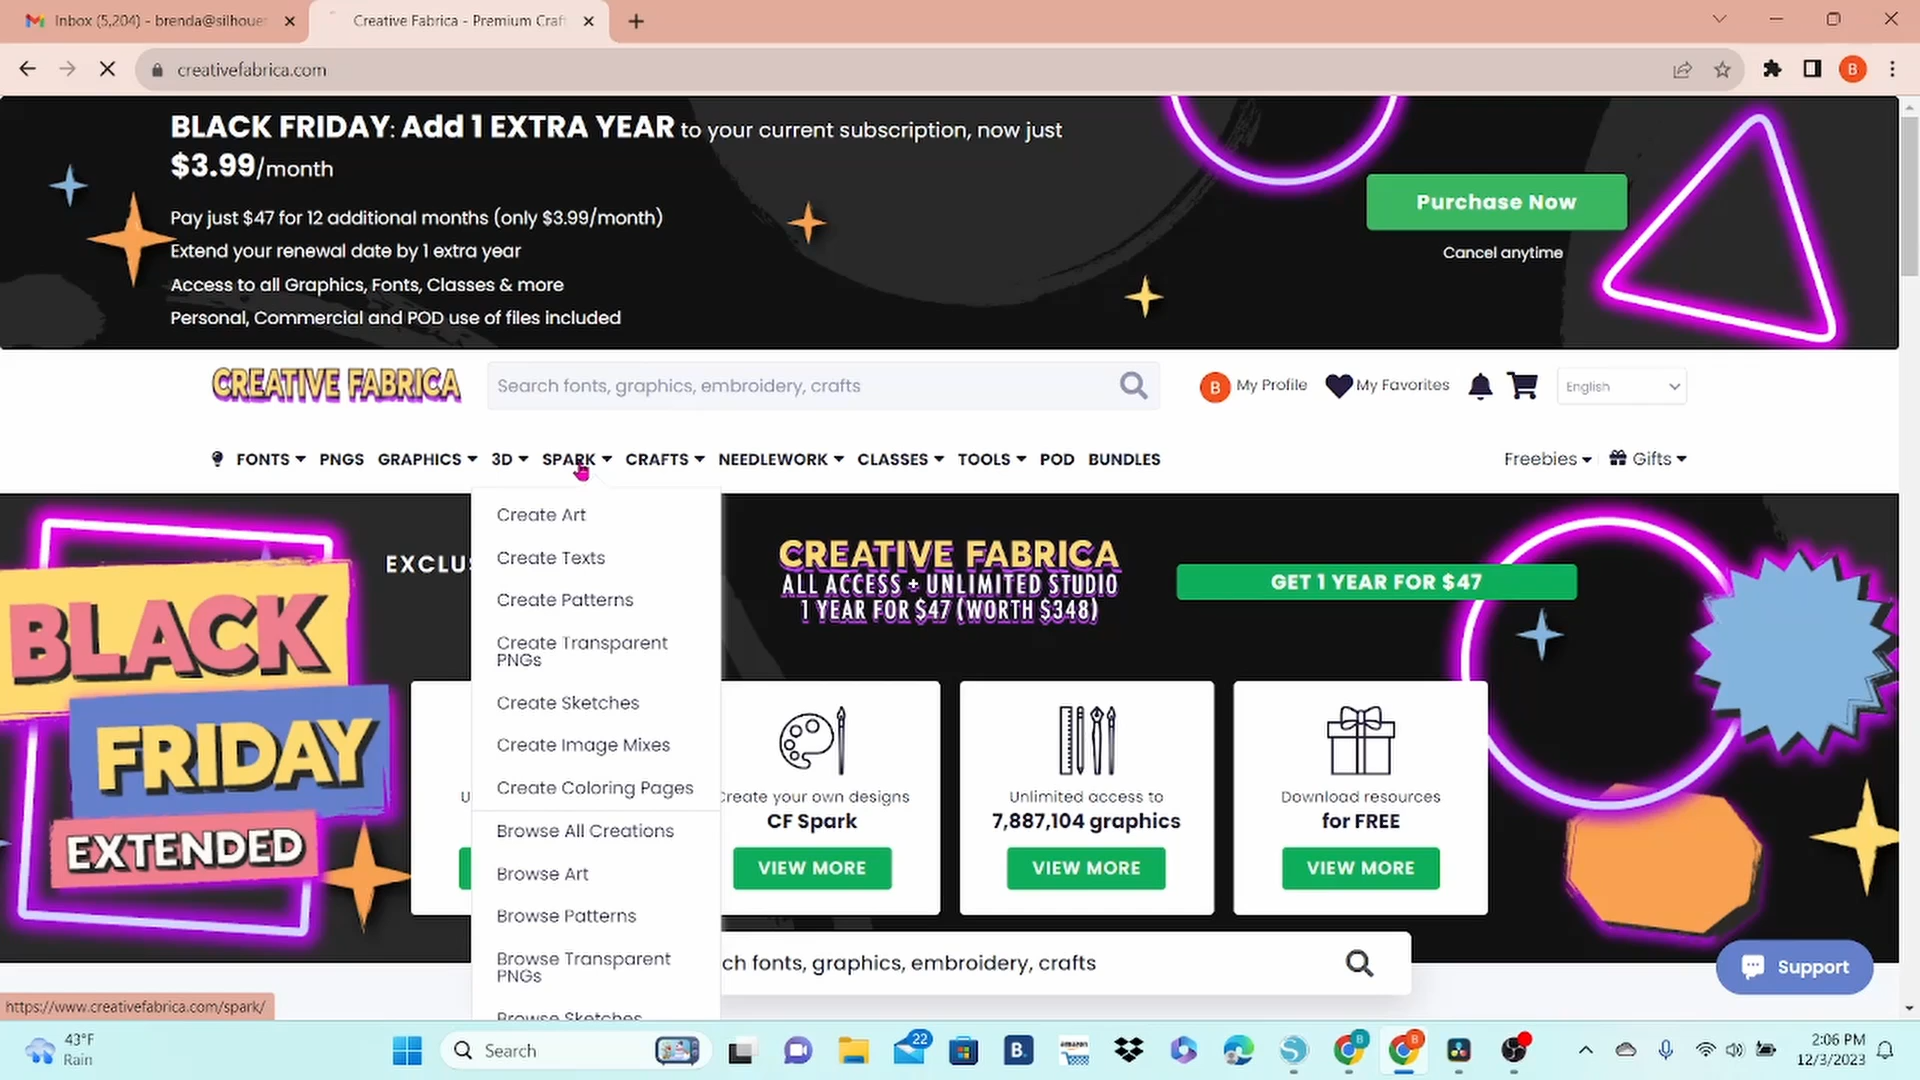 Inbox (5,204) - brenda@silhoue
Creative Fabrica - Premium Craf
creativefabrica.com
B
BLACK FRIDAY: Add 1 EXTRA YEAR to your current subscription, now just
$3.99/month
Pay just $47 for 12 additional months (only $3.99/month)
Extend your renewal date by 1 extra year
Access to all Graphics, Fonts, Classes & more
Personal, Commercial and POD use of files included
Purchase Now
Cancel anytime
CREATIVE FABRICA
Search fonts, graphics, embroidery, crafts
B My Profile
My Favorites
English
FONTS PNGS GRAPHICS 3D SPARK CRAFTS NEEDLEWORK CLASSES TOOLS POD BUNDLES
Freebies Gifts
Create Art
Create Texts
Create Patterns
Create Transparent
PNGs
Create Sketches
Create Image Mixes
Create Coloring Pages
Browse All Creations
Browse Art
Browse Patterns
Browse Transparent
PNGs
Browse Sketches
BLACK
FRIDAY
EXTENDED
EXCLUS
CREATIVE FABRICA
ALL ACCESS + UNLIMITED STUDIO
1 YEAR FOR $47 (WORTH $348)
GET 1 YEAR FOR $47
U
Create your own designs
CF Spark
VIEW MORE
Unlimited access to
7,887,104 graphics
VIEW MORE
Download resources
for FREE
VIEW MORE
ch fonts, graphics, embroidery, crafts
Support
https://www.creativefabrica.com/spark/
43°F
Rain
Search
22
B.
amazon
B
B
2:06 PM
12/3/2023